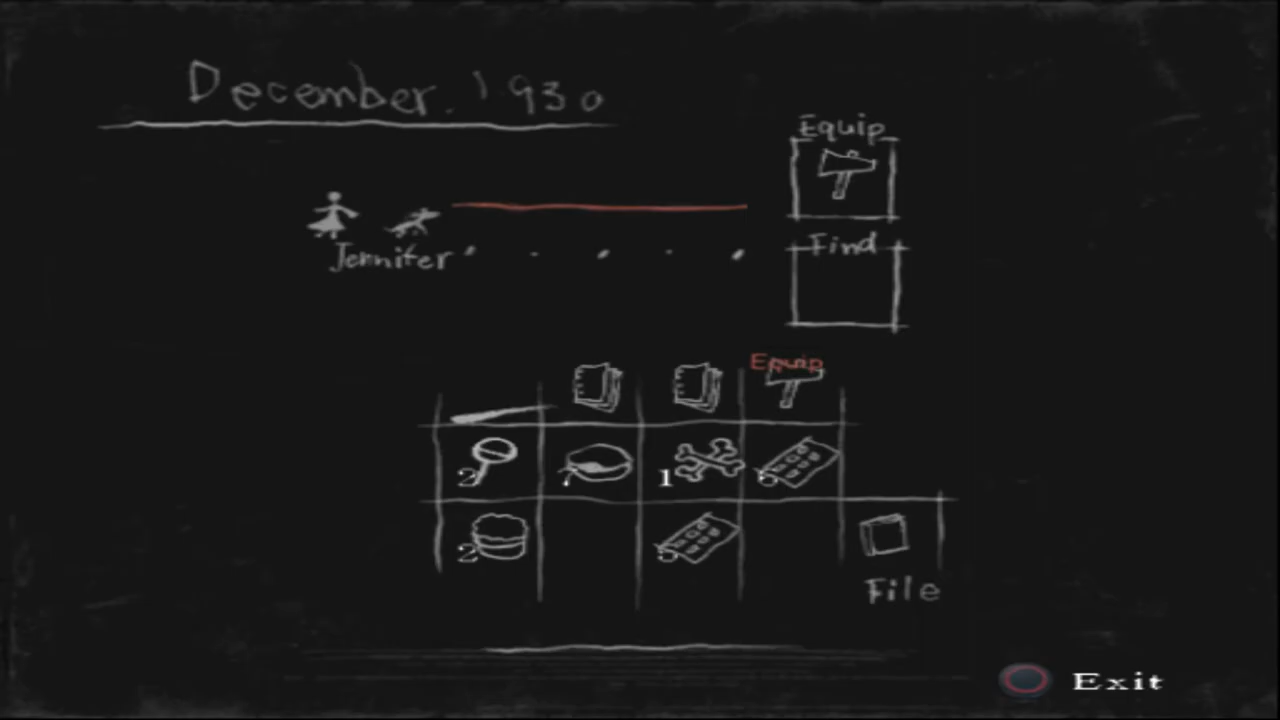 December. 1930
Equip
Jennifer
Find
Equip
2 7 1 6
2 5
File
Exit